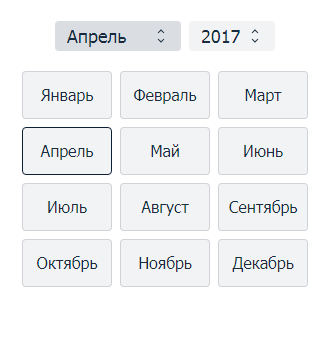 Апрель 2017
Январь Февраль Март
Апрель Май Июнь
Июль Август Сентябрь
Октябрь Ноябрь Декабрь